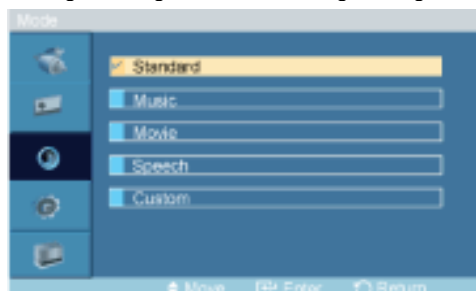 Mode
Standard
Music
Movie
Speech
Custom
Move Enter Return